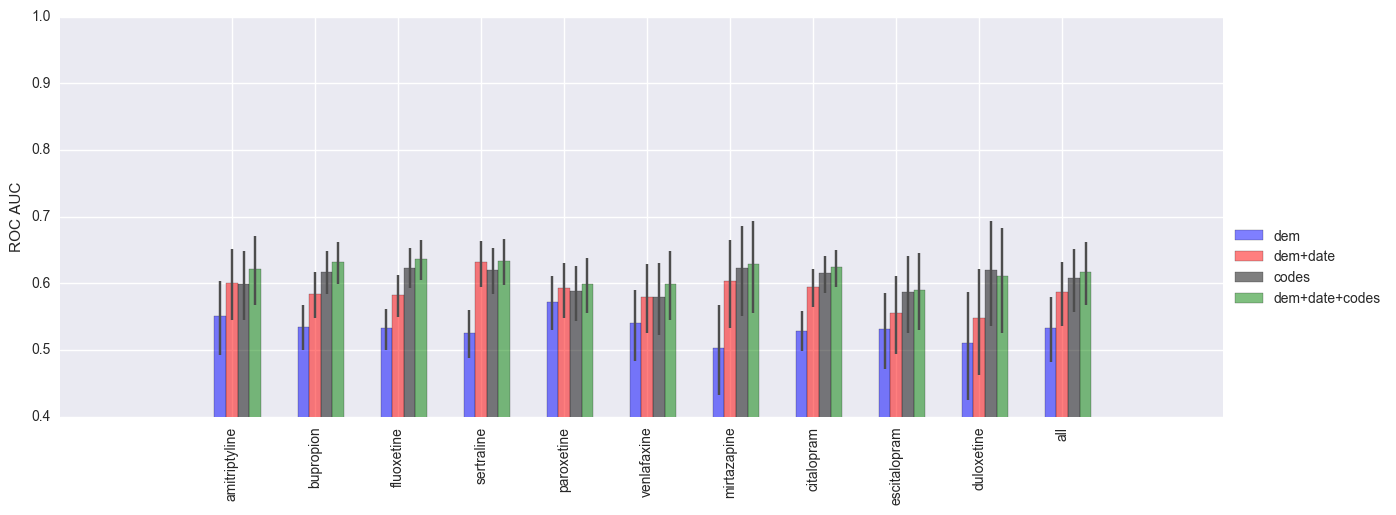 1.0
0.9
0.8
0.7
0.6
0.5
0.4
ROC AUC
amitriptyline
bupropion
fluoxetine
sertraline
paroxetine
venlafaxine
mirtazapine
citalopram
escitalopram
duloxetine
all
dem
dem+date
codes
dem+date+codes